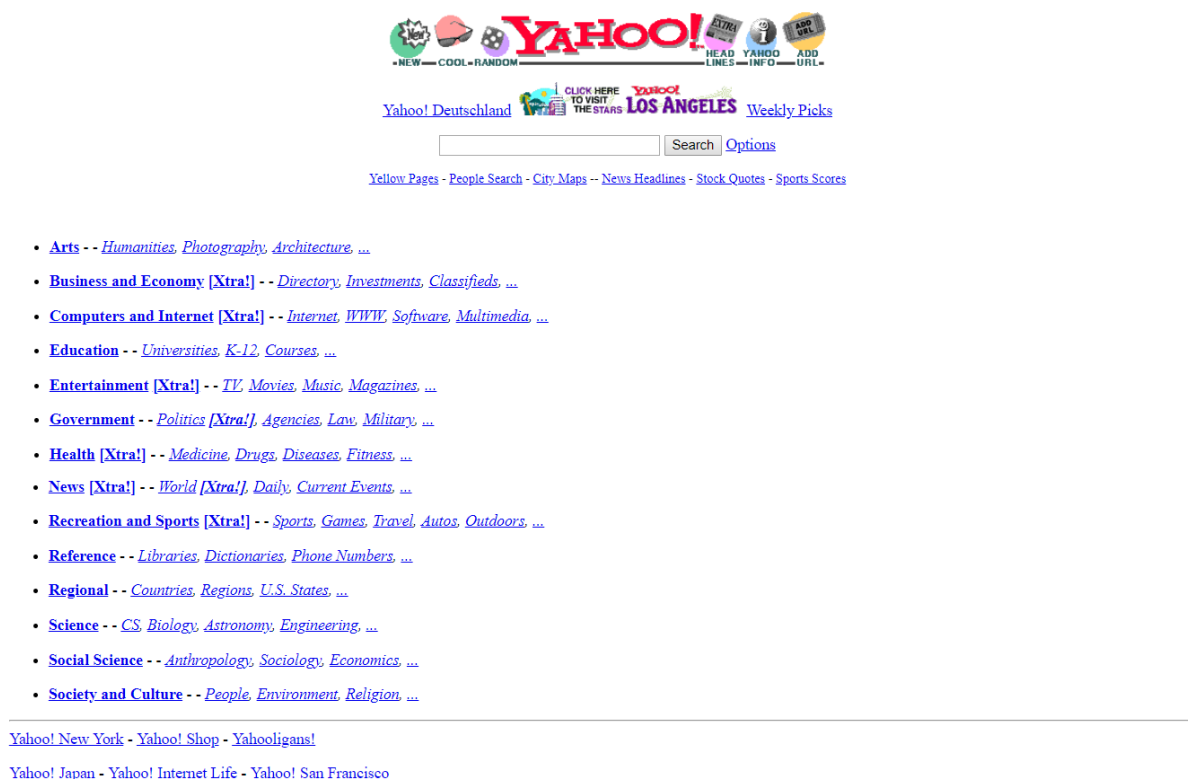 New EXTRA i ADD URL
YAHOO!
NEW COOL RANDOM HEAD LINES YAHOO INFO ADD URL
Yahoo! Deutschland CLICK HERE TO VISIT THE STARS YAHOO! LOS ANGELES Weekly Picks
Search Options
Yellow Pages - People Search - City Maps -- News Headlines - Stock Quotes - Sports Scores
• Arts - - Humanities, Photography, Architecture, ...
• Business and Economy [Xtra!] - - Directory, Investments, Classifieds, ...
• Computers and Internet [Xtra!] - - Internet, WWW, Software, Multimedia, ...
• Education - - Universities, K-12, Courses, ...
• Entertainment [Xtra!] - - TV, Movies, Music, Magazines, ...
• Government - - Politics [Xtra!], Agencies, Law, Military, ...
• Health [Xtra!] - - Medicine, Drugs, Diseases, Fitness, ...
• News [Xtra!] - - World [Xtra!], Daily, Current Events, ...
• Recreation and Sports [Xtra!] - - Sports, Games, Travel, Autos, Outdoors, ...
• Reference - - Libraries, Dictionaries, Phone Numbers, ...
• Regional - - Countries, Regions, U.S. States, ...
• Science - - CS, Biology, Astronomy, Engineering, ...
• Social Science - - Anthropology, Sociology, Economics, ...
• Society and Culture - - People, Environment, Religion, ...
Yahoo! New York - Yahoo! Shop - Yahooligans!
Yahoo! Japan - Yahoo! Internet Life - Yahoo! San Francisco